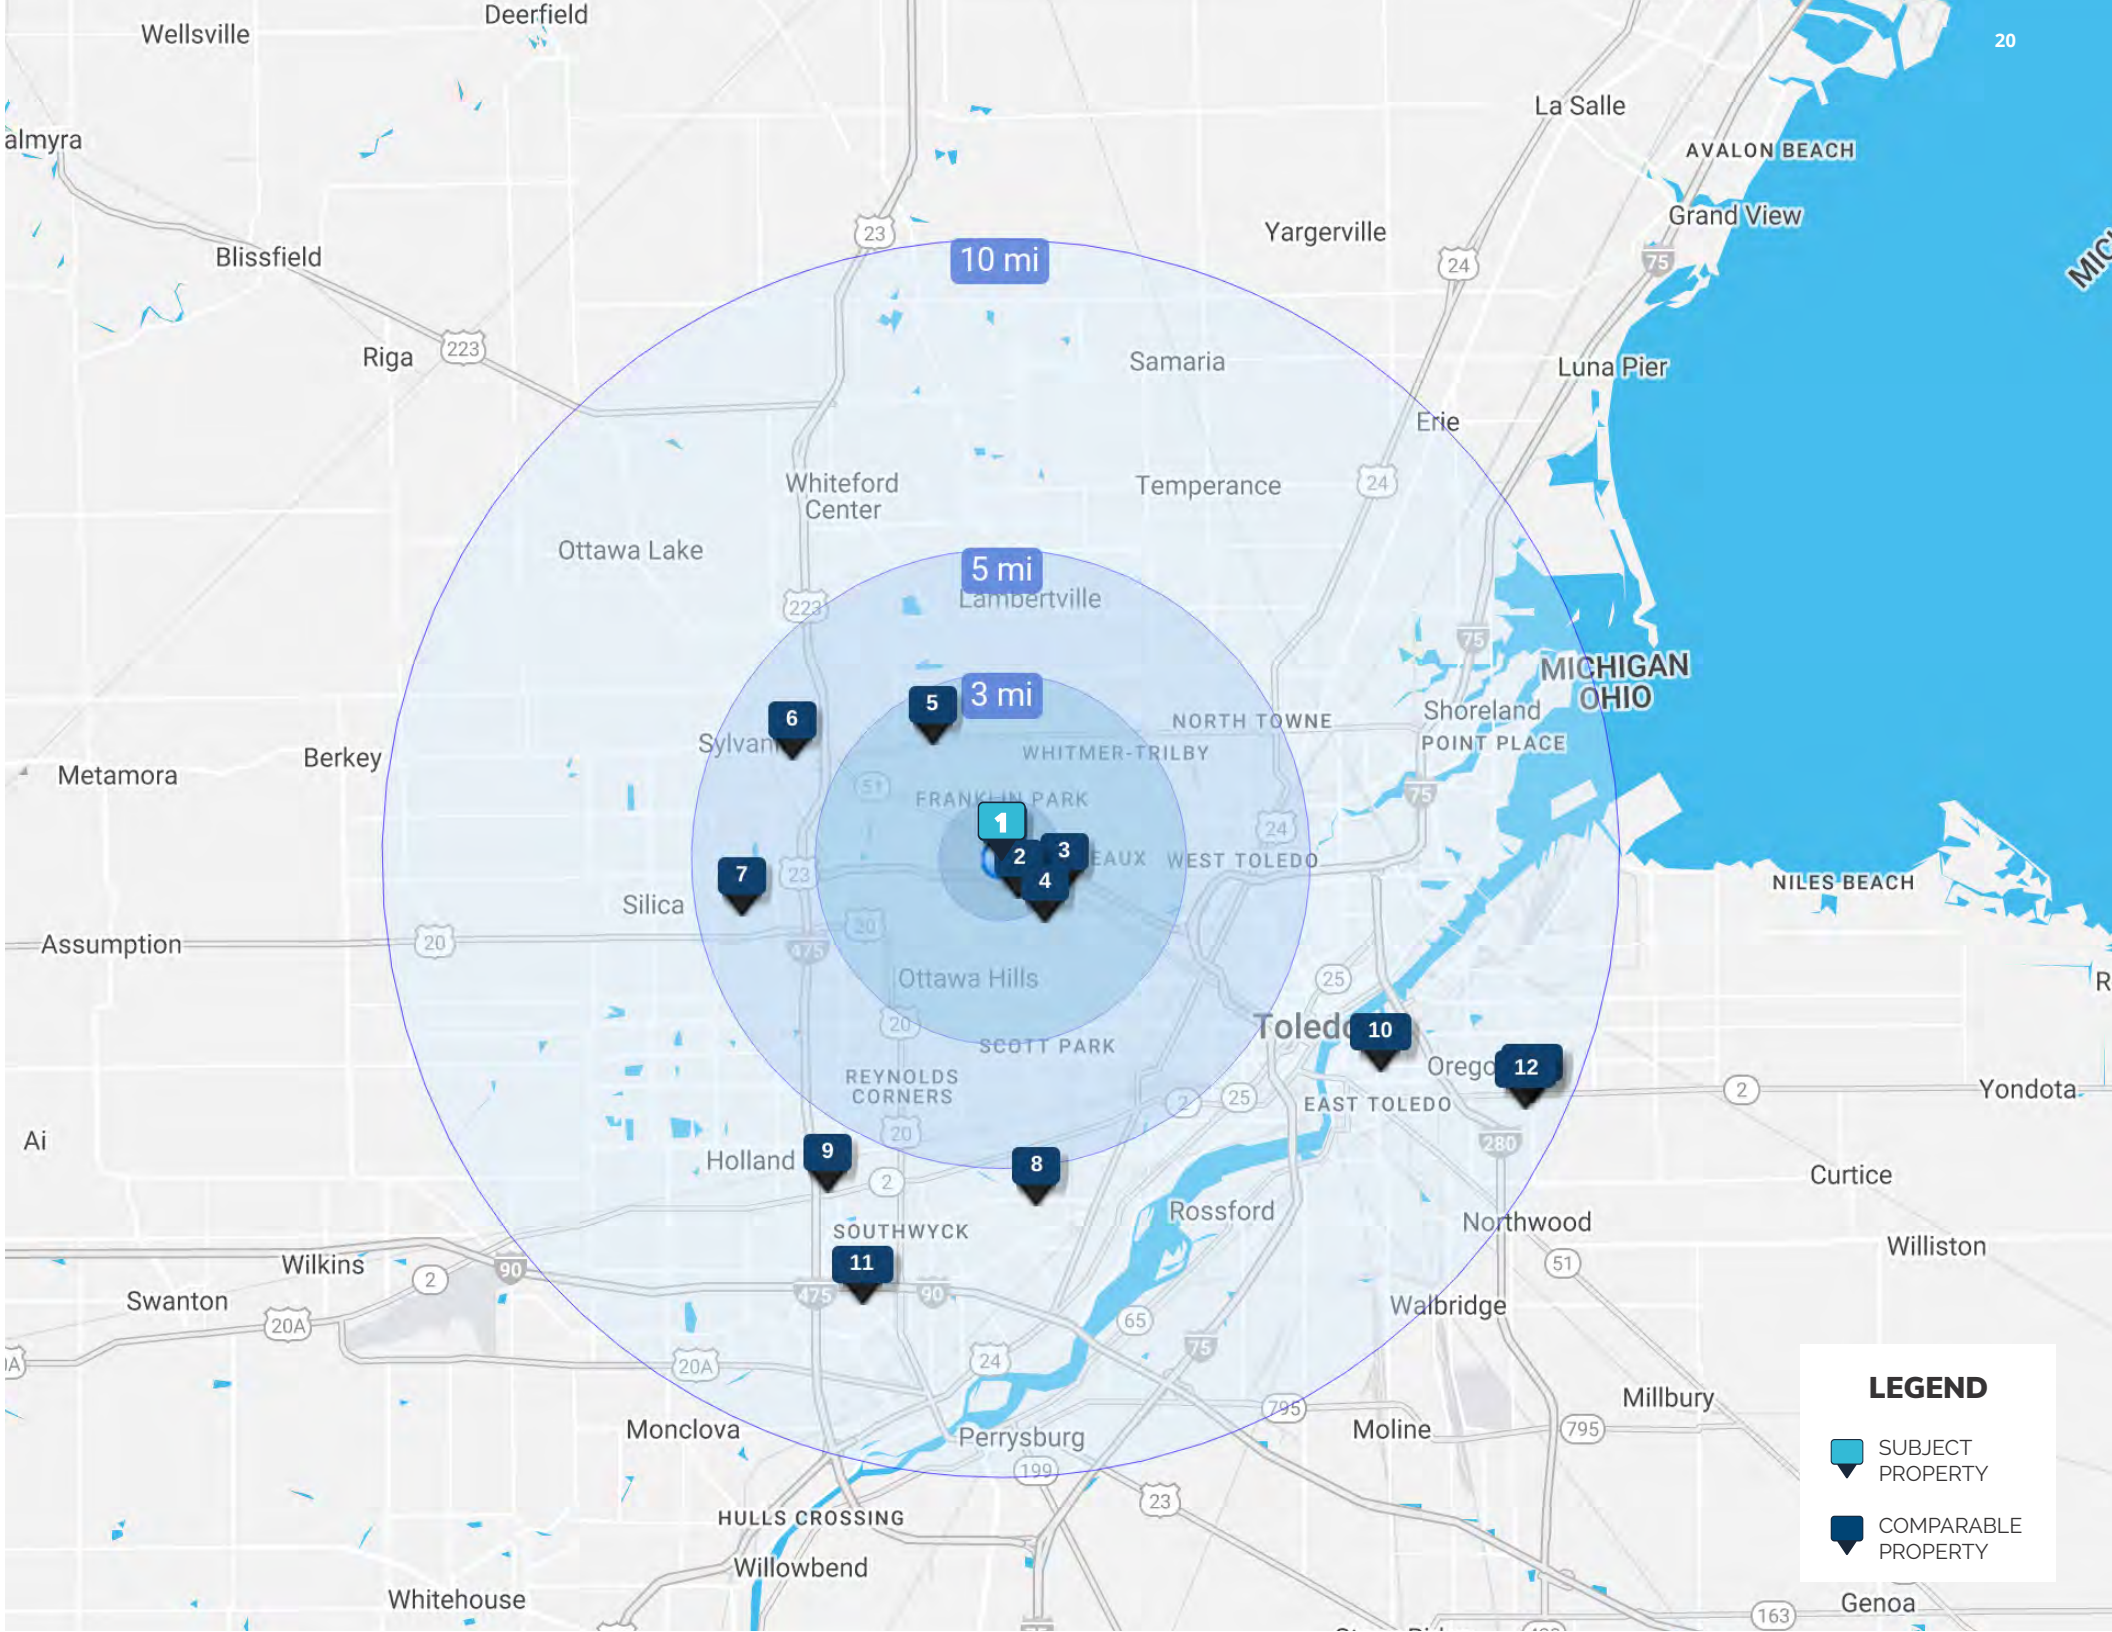 Deerfield
Wellsville
20
La Salle
almyra
AVALON BEACH
Grand View
23
Yargerville
MICH
Blissfield
10 mi
24
75
223
Riga
Samaria
Luna Pier
Erie
Whiteford
Center
Temperance
24
Ottawa Lake
5 mi
Lambertville
223
75
MICHIGAN
OHIO
3 mi
5
6
NORTH TOWNE
Shoreland
Sylvan
WHITMER-TRILBY
POINT PLACE
Berkey
Metamora
51
FRANKLIN PARK
75
1
24
2
3
EAUX
WEST TOLEDO
7
23
4
NILES BEACH
Silica
20
Assumption
20
475
Ottawa Hills
25
R
20
Toledo
10
SCOTT PARK
Orego
12
REYNOLDS
CORNERS
2
25
EAST TOLEDO
2
Yondota
20
280
Ai
9
Holland
8
2
Curtice
Rossford
Northwood
SOUTHWYCK
Williston
Wilkins
11
51
90
2
475
90
Swanton
Walbridge
20A
65
75
0A
20A
24
LEGEND
SUBJECT
PROPERTY
COMPARABLE
PROPERTY
795
Millbury
Monclova
Perrysburg
Moline
795
199
23
HULLS CROSSING
Willowbend
Whitehouse
Genoa
163
75